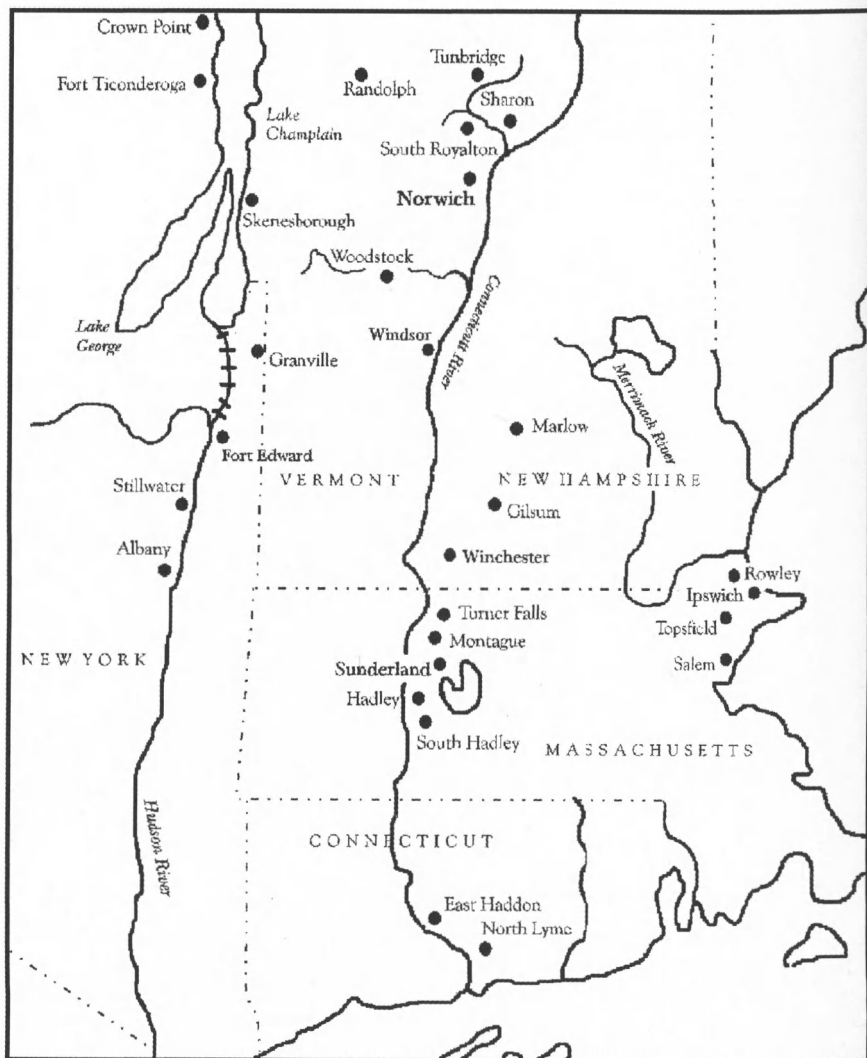 Crown Point
Fort Ticonderoga
Tunbridge
Randolph
Sharon
Lake
Champlain
South Royalton
Norwich
Skenesborough
Woodstock
Connecticutt River
Lake
George
Windsor
Granville
Merrimack River
Marlow
Fort Edward
VERMONT
NEW HAMPSHIRE
Stillwater
Gilsum
Albany
Winchester
Rowley
Ipswich
Turner Falls
Topsfield
Montague
NEW YORK
Sunderland
Salem
Hadley
South Hadley
MASSACHUSETTS
Hudson River
CONNECTICUT
East Haddon
North Lyme